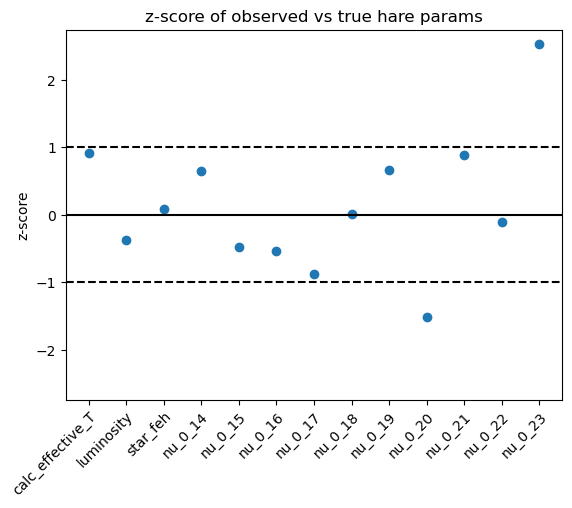 z-score of observed vs true hare params
z-score
2
1
0
−1
−2
calc_effective_T
luminosity
star_feh
nu_0_14
nu_0_15
nu_0_16
nu_0_17
nu_0_18
nu_0_19
nu_0_20
nu_0_21
nu_0_22
nu_0_23